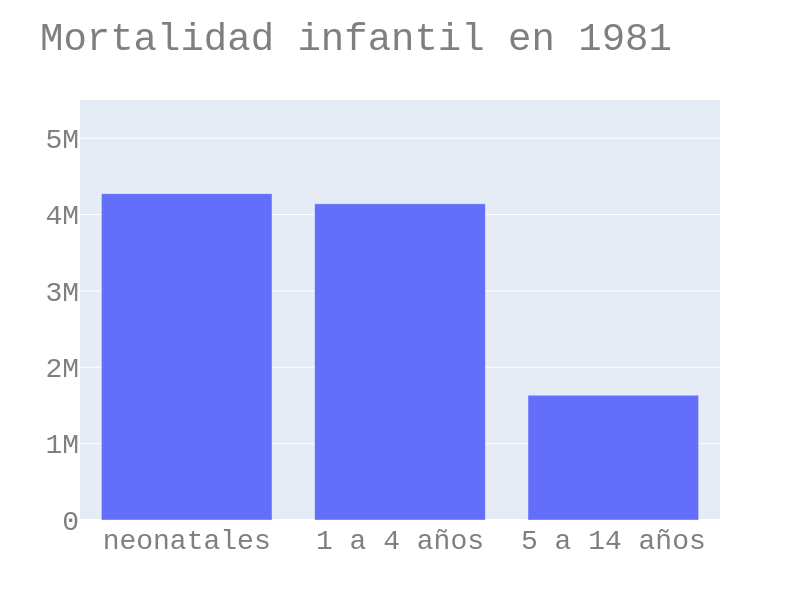 Mortalidad infantil en 1981
5M
4M
3M
2M
1M
0
neonatales
1 a 4 años
5 a 14 años